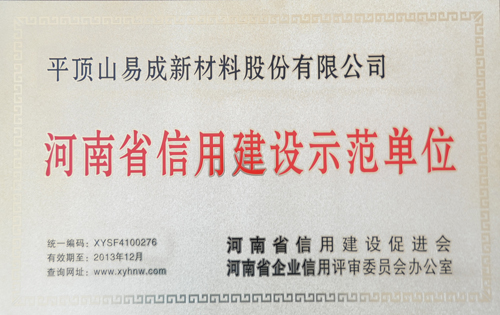 平顶山易成新材料股份有限公司
河南省信用建设示范单位
统一编码：XYSF4100276
有效期至：2013年12月
查询网址：www.xyhnw.com
河南省信用建设促进会
河南省企业信用评审委员会办公室